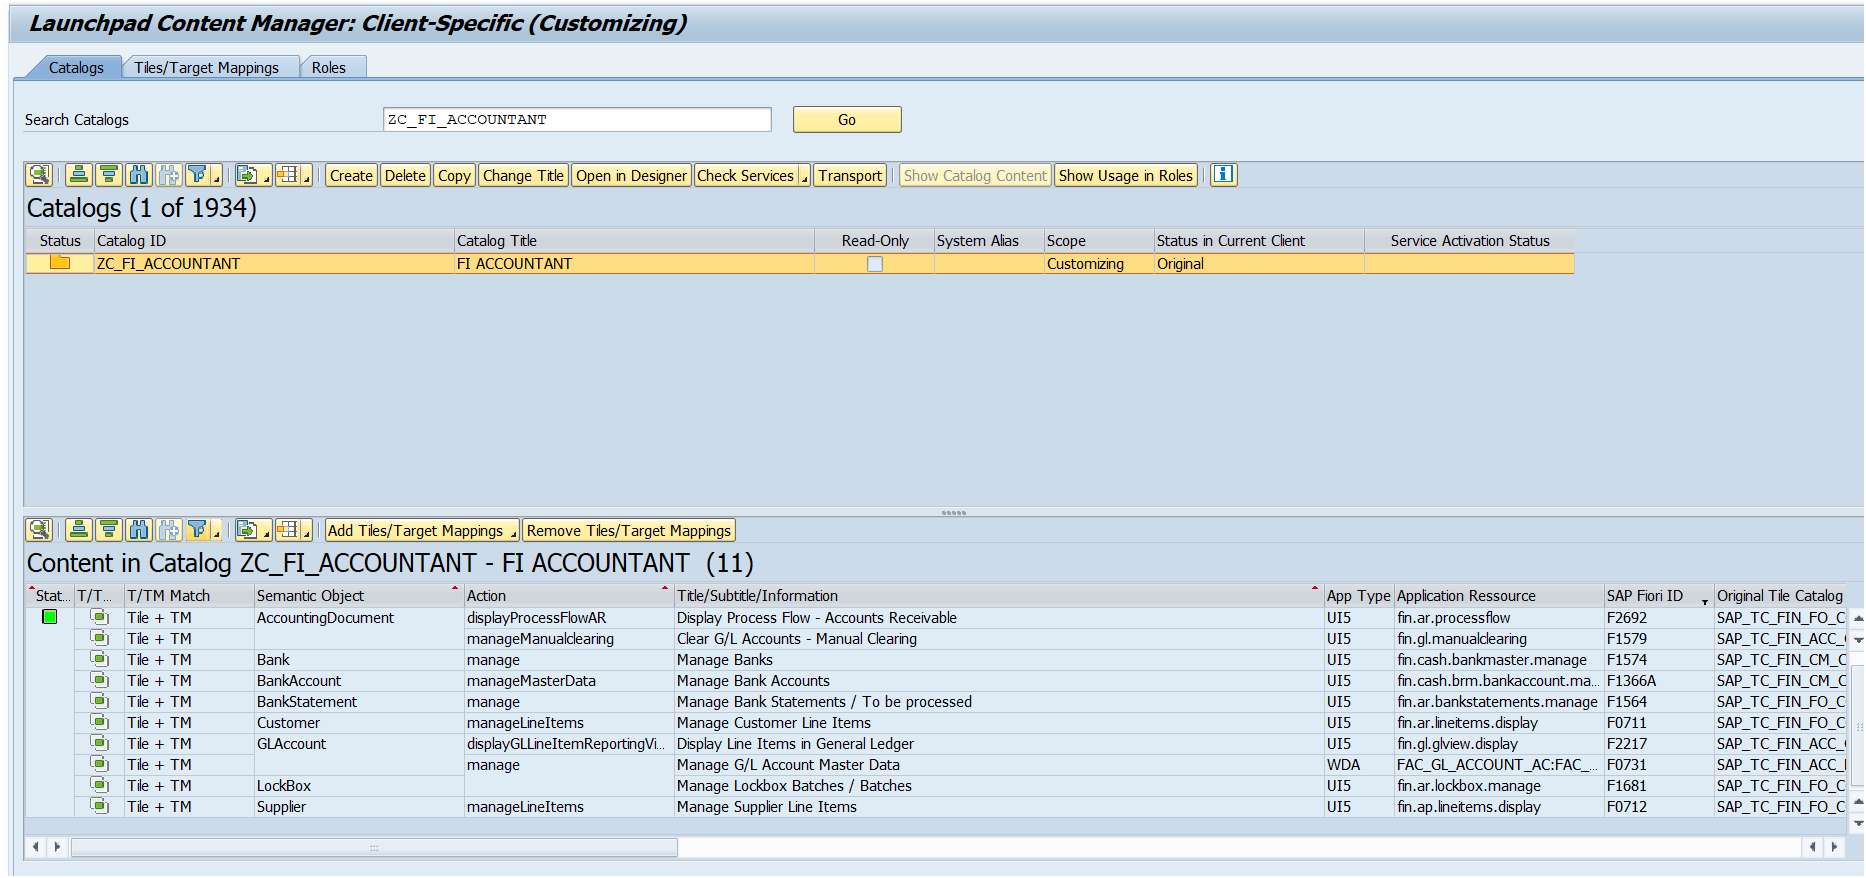 Launchpad Content Manager: Client-Specific (Customizing)
Catalogs Tiles/Target Mappings Roles
Search Catalogs ZC_FI_ACCOUNTANT Go
Create Delete Copy Change Title Open in Designer Check Services Transport Show Catalog Content Show Usage in Roles
Catalogs (1 of 1934)
Status Catalog ID Catalog Title Read-Only System Alias Scope Status in Current Client Service Activation Status
ZC_FI_ACCOUNTANT FI ACCOUNTANT Customizing Original
Add Tiles/Target Mappings Remove Tiles/Target Mappings
Content in Catalog ZC_FI_ACCOUNTANT - FI ACCOUNTANT (11)
Stat... T/T... T/TM Match Semantic Object Action Title/Subtitle/Information App Type Application Ressource SAP Fiori ID Original Tile Catalog
Tile + TM AccountingDocument displayProcessFlowAR Display Process Flow - Accounts Receivable UI5 fin.ar.processflow F2692 SAP_TC_FIN_FO_C
Tile + TM manageManualclearing Clear G/L Accounts - Manual Clearing UI5 fin.gl.manualclearing F1579 SAP_TC_FIN_ACC_
Tile + TM Bank manage Manage Banks UI5 fin.cash.bankmaster.manage F1574 SAP_TC_FIN_CM_C
Tile + TM BankAccount manageMasterData Manage Bank Accounts UI5 fin.cash.brm.bankaccount.ma... F1366A SAP_TC_FIN_CM_C
Tile + TM BankStatement manage Manage Bank Statements / To be processed UI5 fin.ar.bankstatements.manage F1564 SAP_TC_FIN_FO_C
Tile + TM Customer manageLineItems Manage Customer Line Items UI5 fin.ar.lineitems.display F0711 SAP_TC_FIN_FO_C
Tile + TM GLAccount displayGLLineItemReportingVi... Display Line Items in General Ledger UI5 fin.gl.glview.display F2217 SAP_TC_FIN_ACC_
Tile + TM manage Manage G/L Account Master Data WDA FAC_GL_ACCOUNT_AC:FAC_... F0731 SAP_TC_FIN_ACC_
Tile + TM LockBox Manage Lockbox Batches / Batches UI5 fin.ar.lockbox.manage F1681 SAP_TC_FIN_FO_C
Tile + TM Supplier manageLineItems Manage Supplier Line Items UI5 fin.ap.lineitems.display F0712 SAP_TC_FIN_FO_C